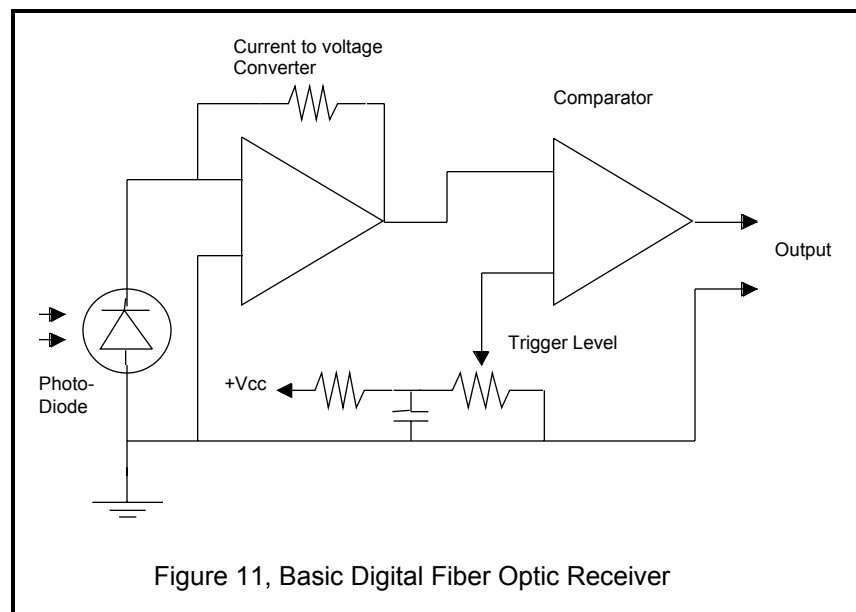 Current to voltage
Converter
Comparator
Output
Trigger Level
Photo-
Diode
+Vcc
Figure 11, Basic Digital Fiber Optic Receiver